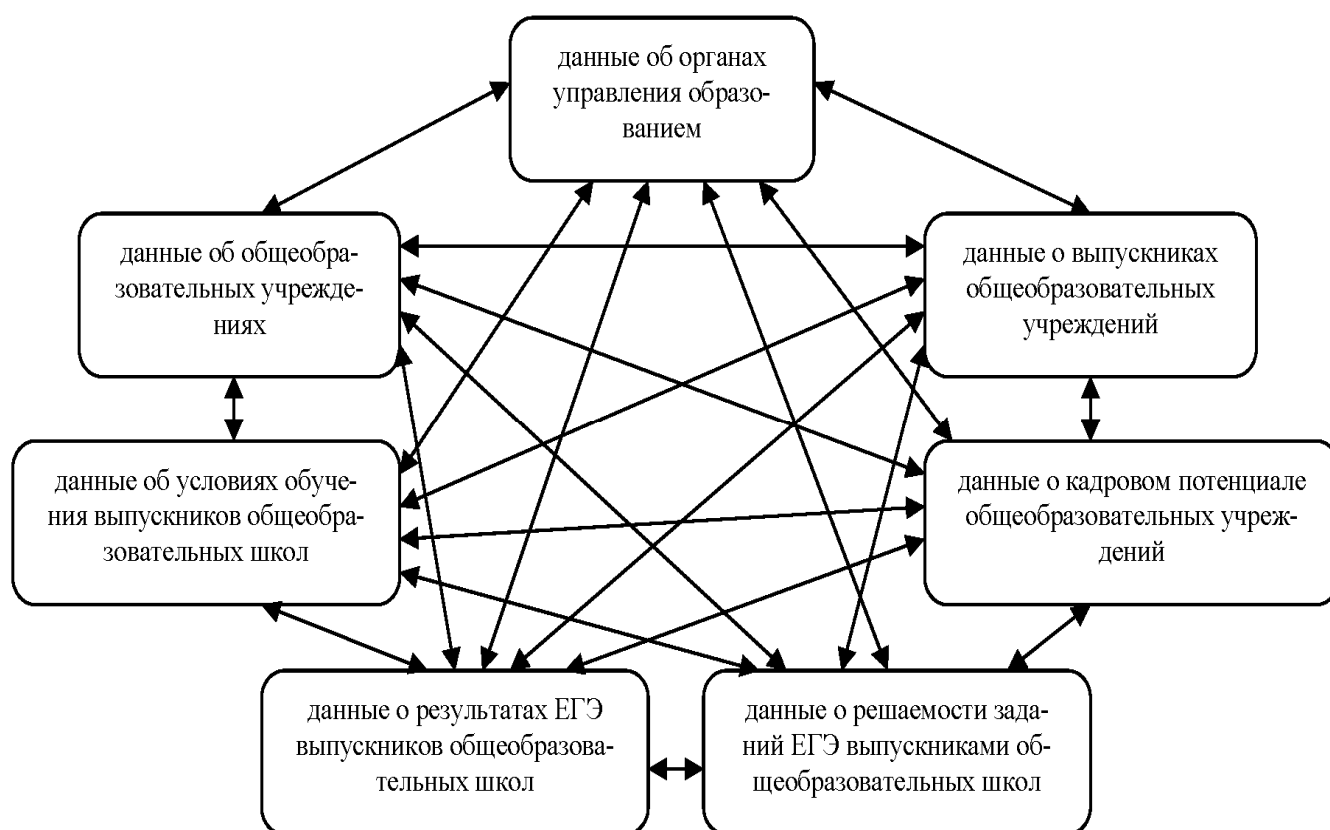 данные об органах
управления образо-
ванием
данные об общеобра-
зовательных учрежде-
ниях
данные о выпускниках
общеобразовательных
учреждений
данные об условиях обуче-
ния выпускников общеобра-
зовательных школ
данные о кадровом потенциале
общеобразовательных учреж-
дений
данные о результатах ЕГЭ
выпускников общеобразова-
тельных школ
данные о решаемости зада-
ний ЕГЭ выпускниками об-
щеобразовательных школ